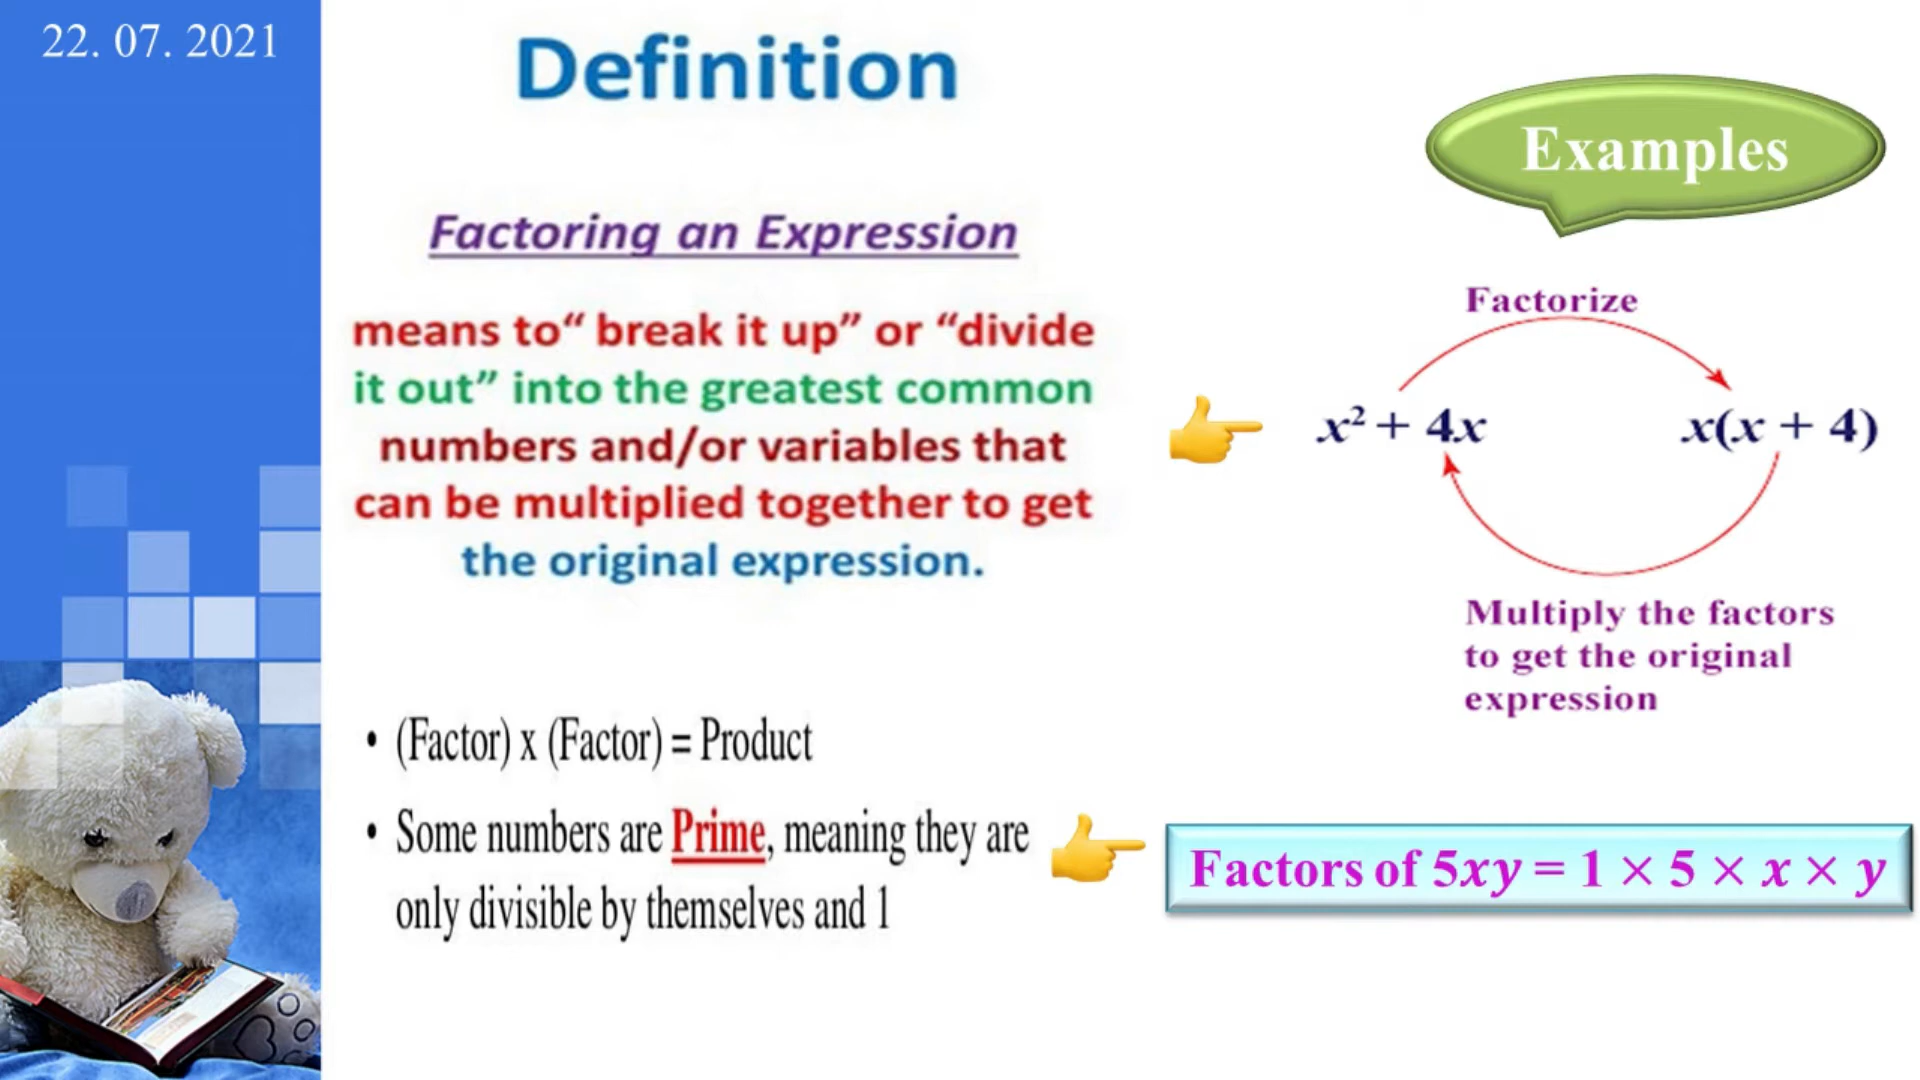 22. 07. 2021
Definition
Factoring an Expression
means to“ break it up” or “divide
it out” into the greatest common
numbers and/or variables that
can be multiplied together to get
the original expression.
• (Factor) x (Factor) = Product
• Some numbers are Prime, meaning they are
only divisible by themselves and 1
Examples
Factorize
x² + 4x x(x + 4)
Multiply the factors
to get the original
expression
Factors of 5xy = 1 × 5 × x × y